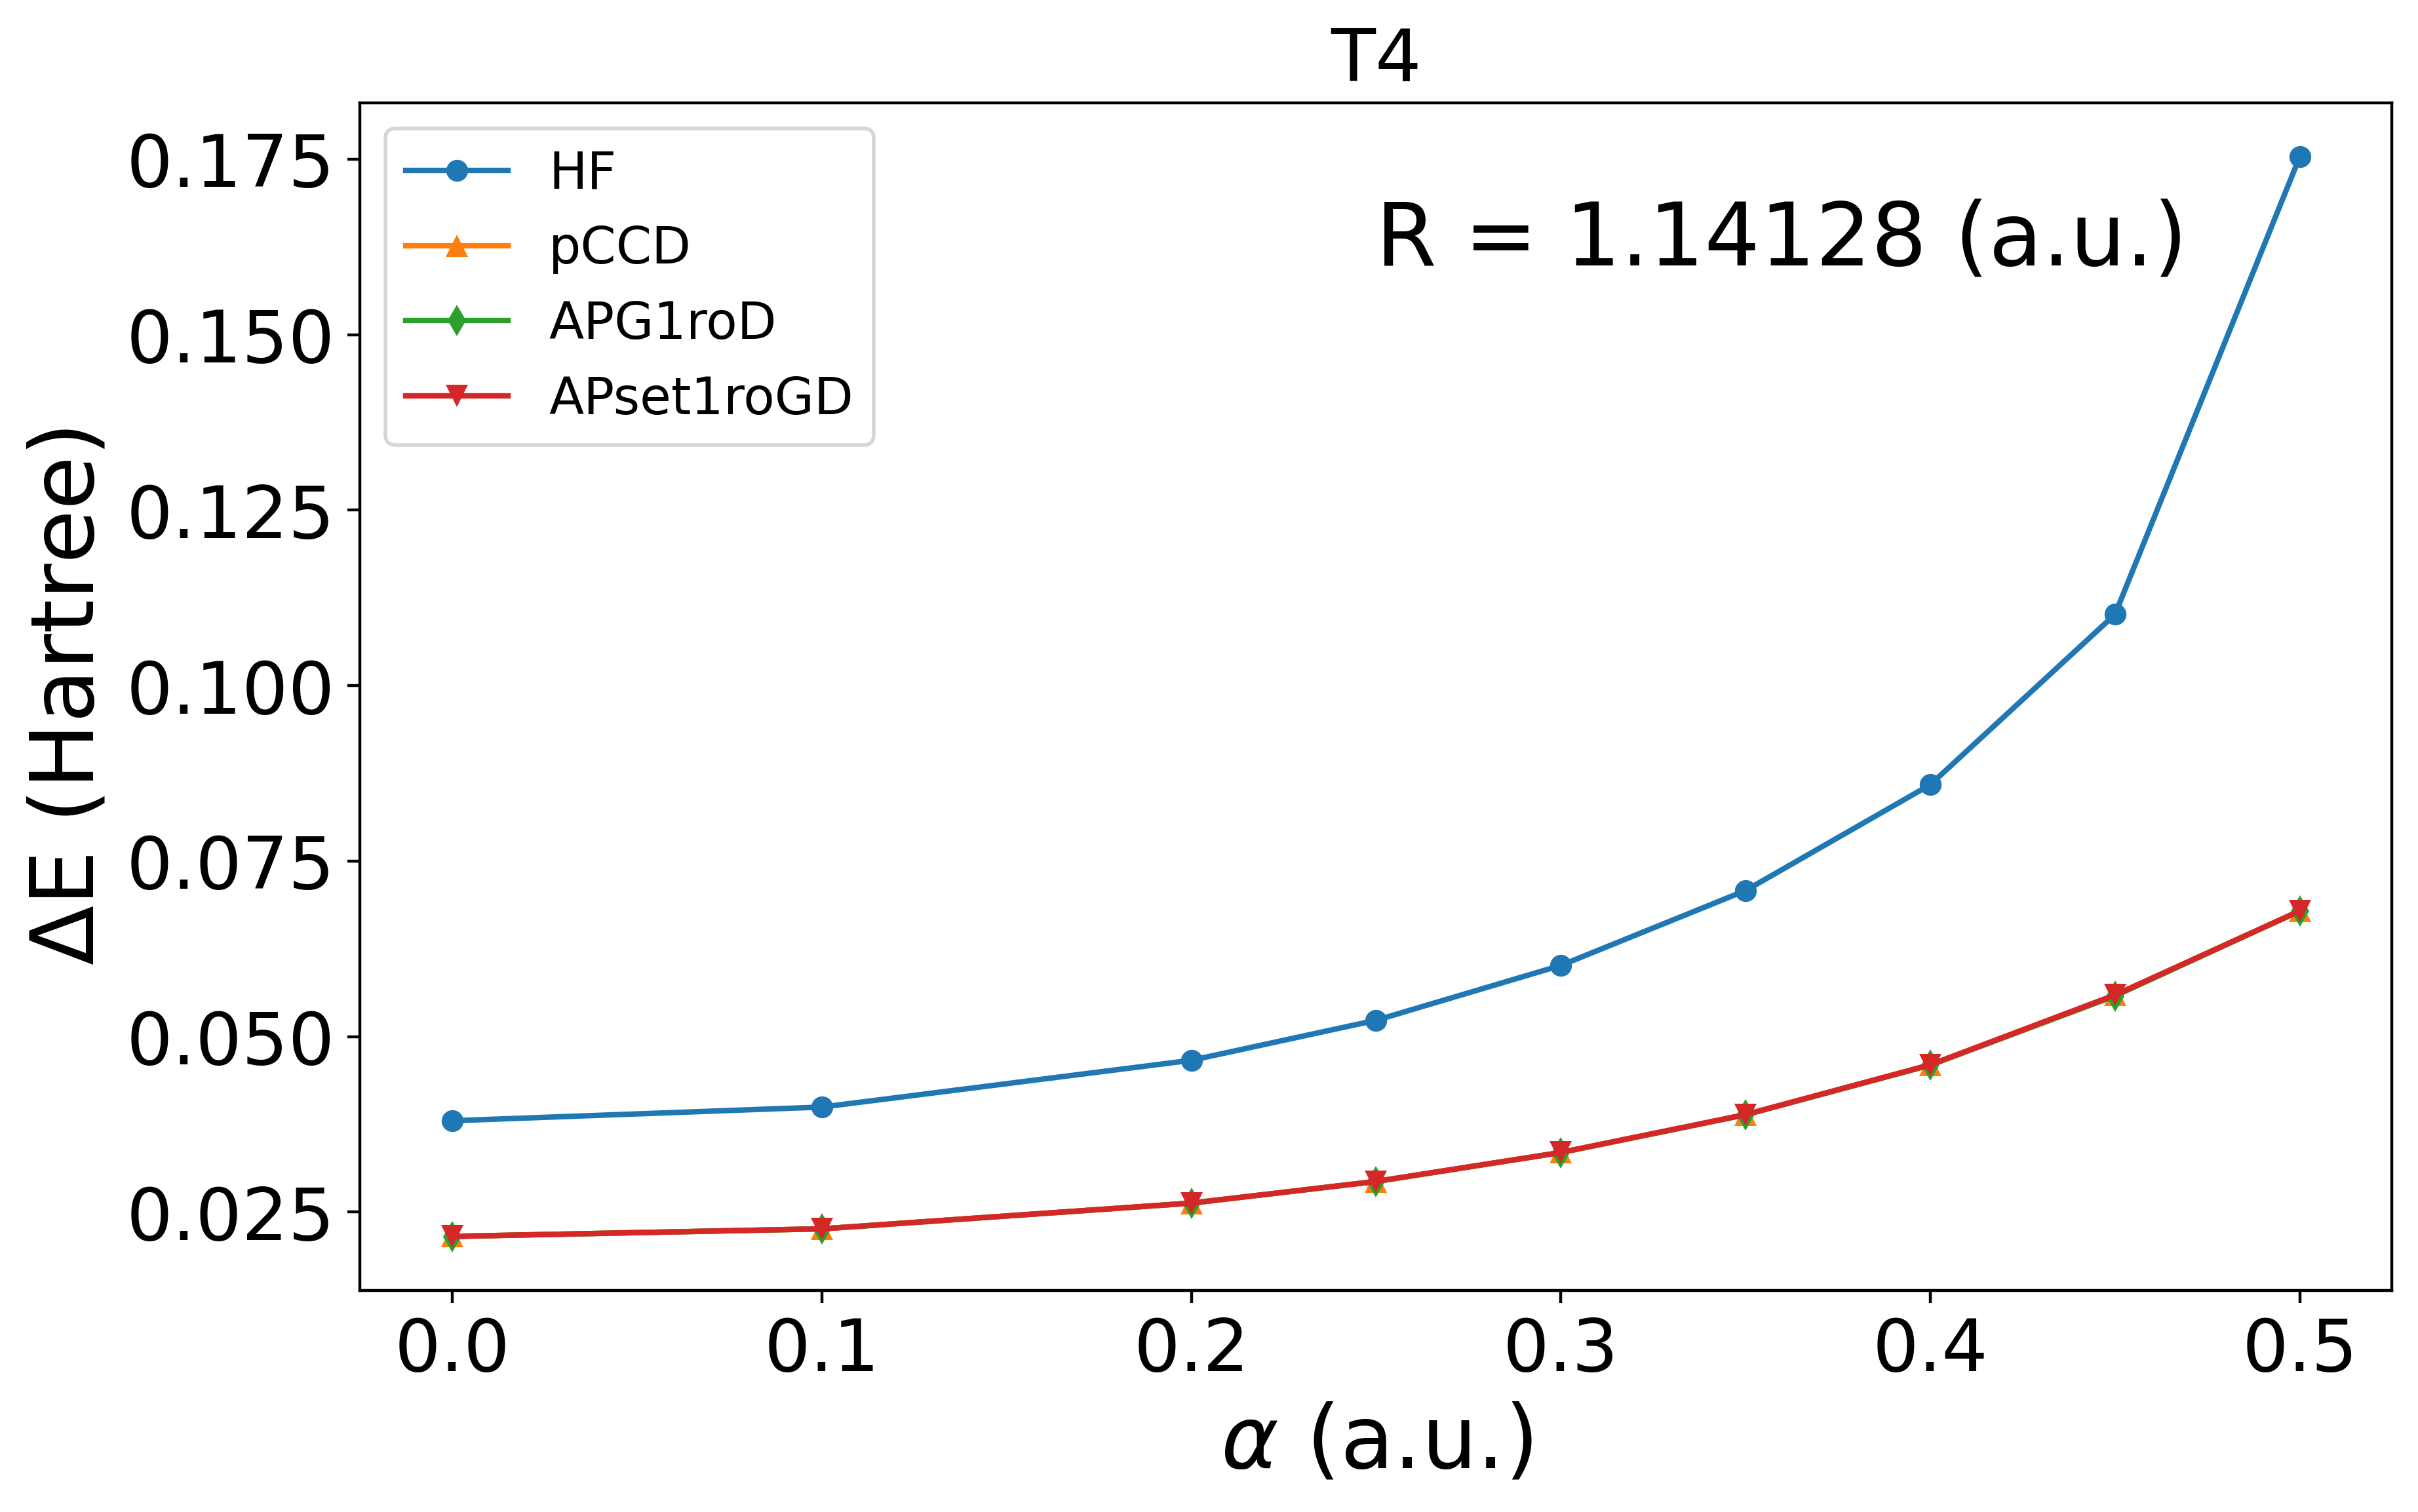 T4
HF
pCCD
APG1roD
APset1roGD
R = 1.14128 (a.u.)
ΔE (Hartree)
0.175
0.150
0.125
0.100
0.075
0.050
0.025
0.0 0.1 0.2 0.3 0.4 0.5
α (a.u.)